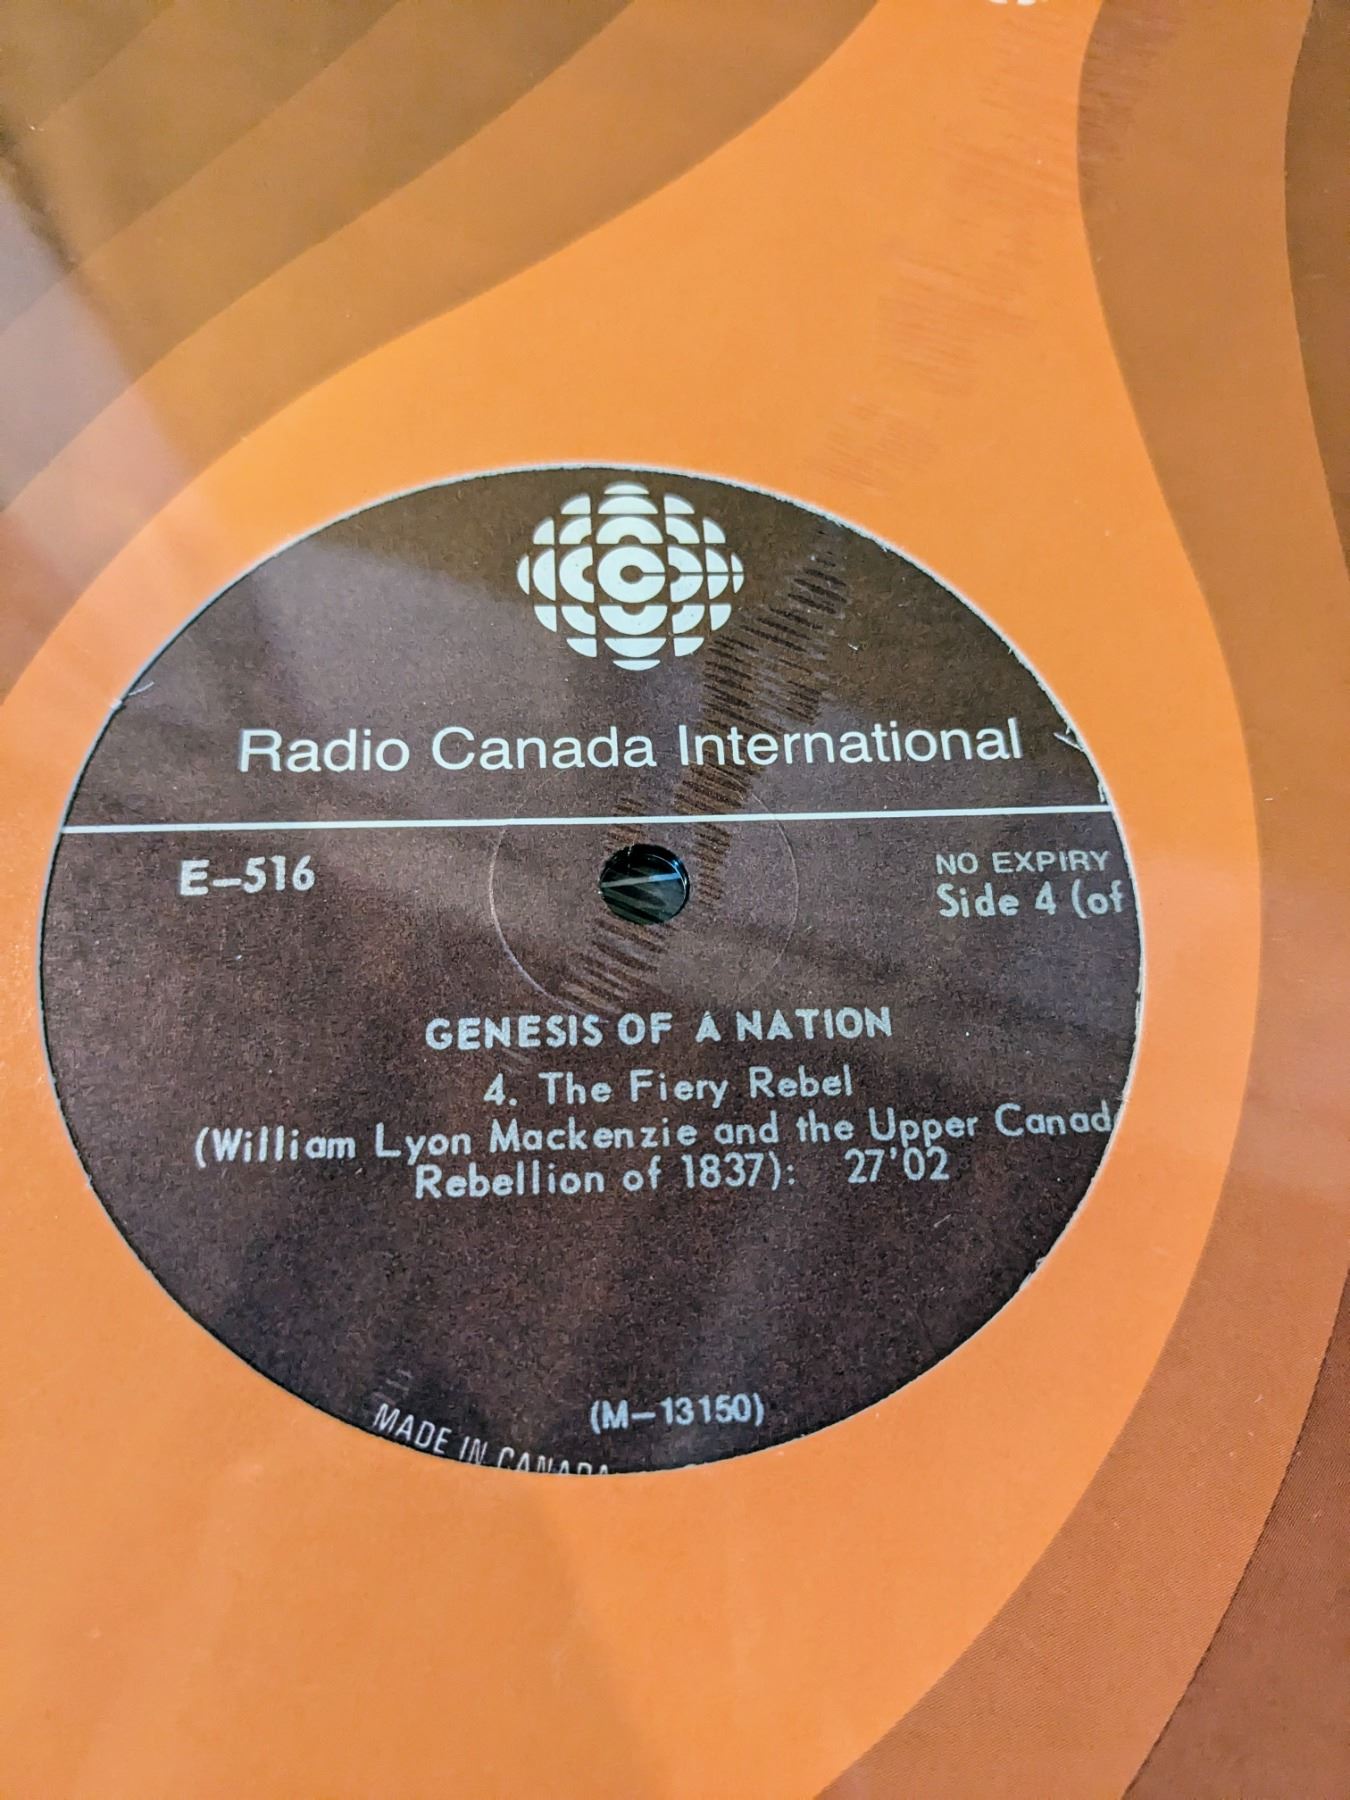 Radio Canada International
E-516
NO EXPIRY
Side 4 (of
GENESIS OF A NATION
4. The Fiery Rebel
(William Lyon Mackenzie and the Upper Canad
Rebellion of 1837): 27'02
(M-13150)
MADE IN CANADA